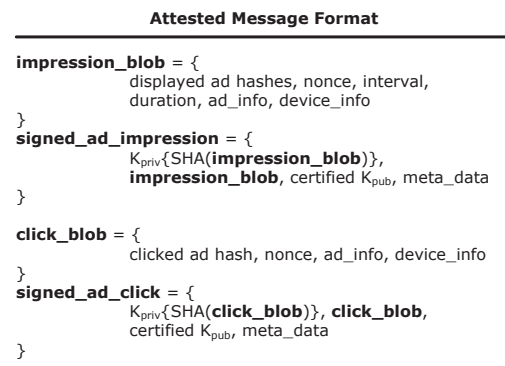 Attested Message Format
impression_blob = {
displayed ad hashes, nonce, interval,
duration, ad_info, device_info
}
signed_ad_impression = {
Kpriv{SHA(impression_blob)},
impression_blob, certified Kpub, meta_data
}
click_blob = {
clicked ad hash, nonce, ad_info, device_info
}
signed_ad_click = {
Kpriv{SHA(click_blob)}, click_blob,
certified Kpub, meta_data
}